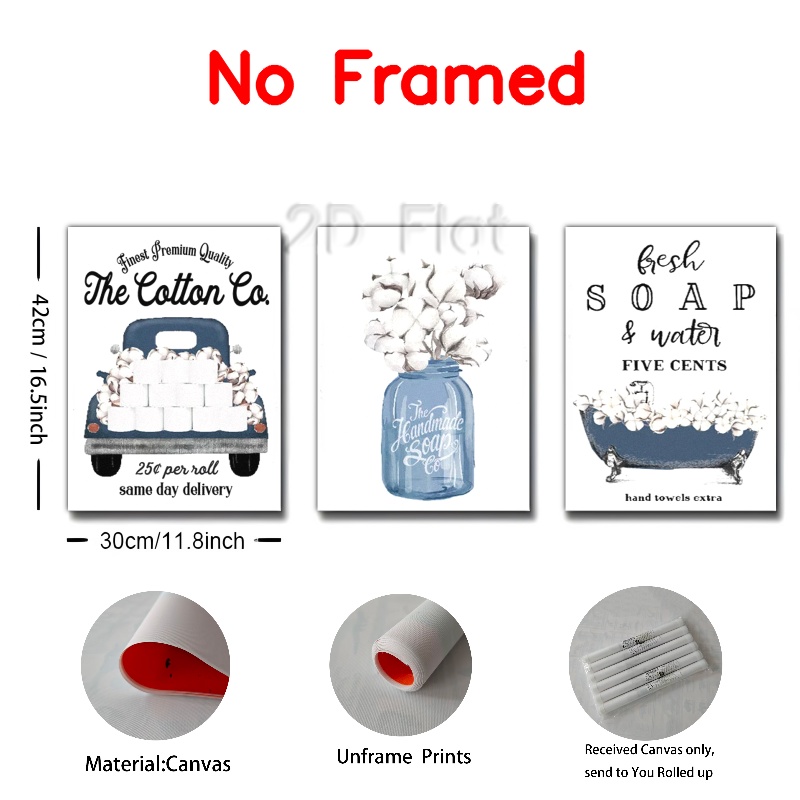 No Framed
2D Flat
Finest Premium Quality
The Cotton Co.
25¢ per roll
same day delivery
The
Handmade
Soap
Co
fresh
SOAP
& water
FIVE CENTS
hand towels extra
42cm / 16.5inch
30cm/11.8inch
Material:Canvas
Unframe Prints
Received Canvas only,
send to You Rolled up